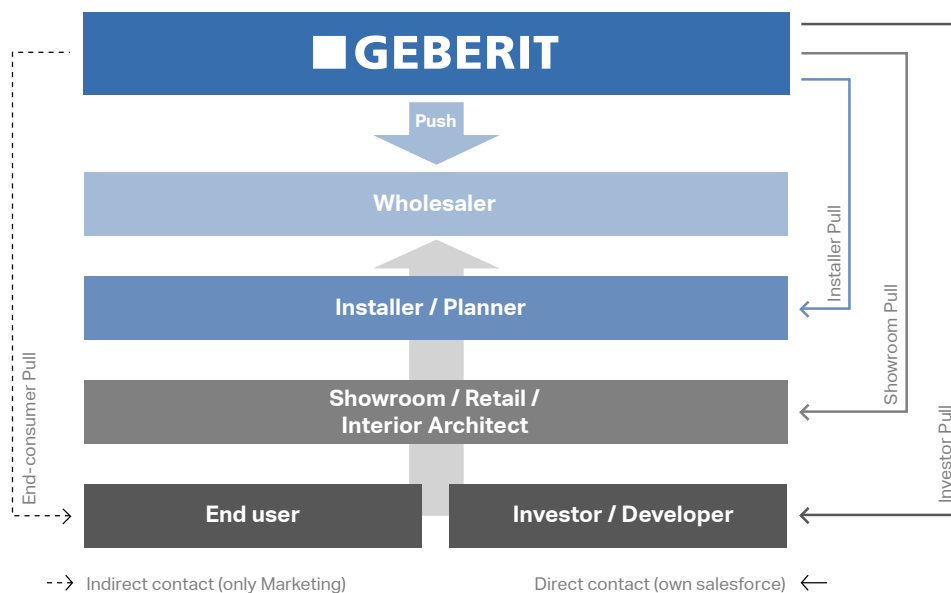 GEBERIT
Push
Wholesaler
Installer / Planner
Showroom / Retail /
Interior Architect
End user
Investor / Developer
End-consumer Pull
Installer Pull
Showroom Pull
Investor Pull
Indirect contact (only Marketing)
Direct contact (own salesforce)